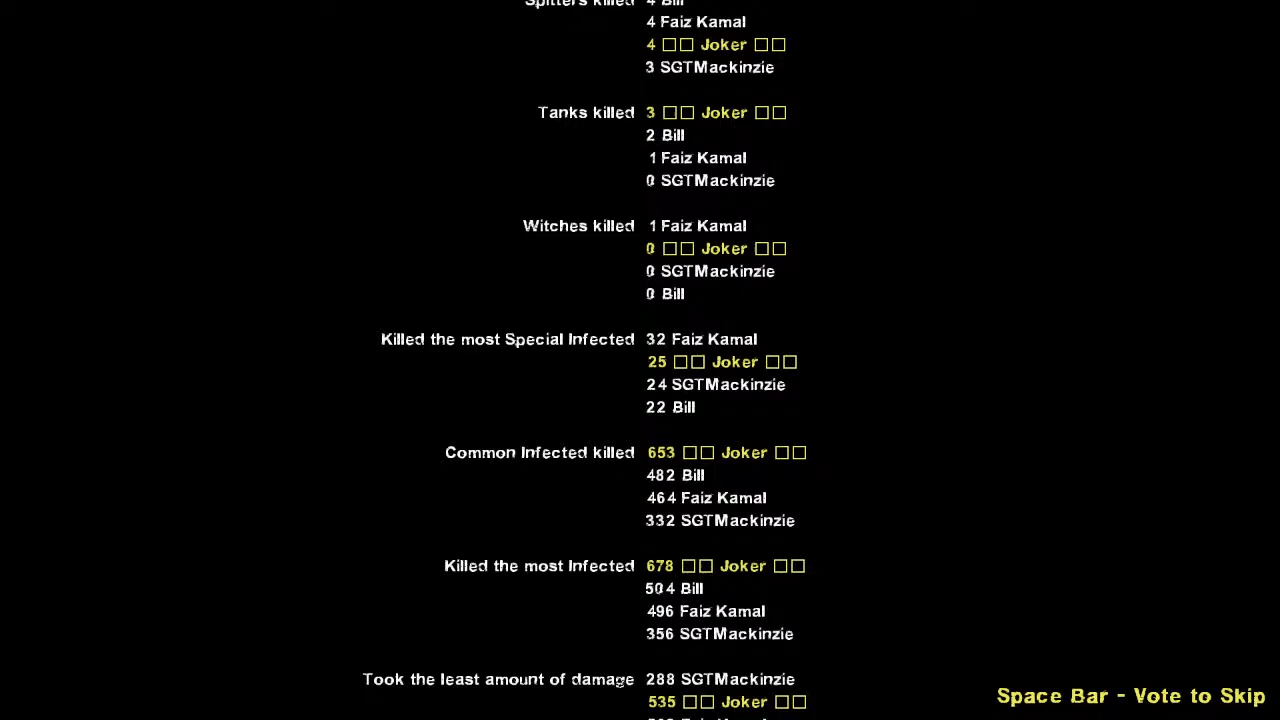 Spitters killed 4 Bill
4 Faiz Kamal
4 □□ Joker □□
3 SGTMackinzie
Tanks killed 3 □□ Joker □□
2 Bill
1 Faiz Kamal
0 SGTMackinzie
Witches killed 1 Faiz Kamal
0 □□ Joker □□
0 SGTMackinzie
0 Bill
Killed the most Special Infected 32 Faiz Kamal
25 □□ Joker □□
24 SGTMackinzie
22 Bill
Common Infected killed 653 □□ Joker □□
482 Bill
464 Faiz Kamal
332 SGTMackinzie
Killed the most Infected 678 □□ Joker □□
504 Bill
496 Faiz Kamal
356 SGTMackinzie
Took the least amount of damage 288 SGTMackinzie
535 □□ Joker □□
Space Bar - Vote to Skip